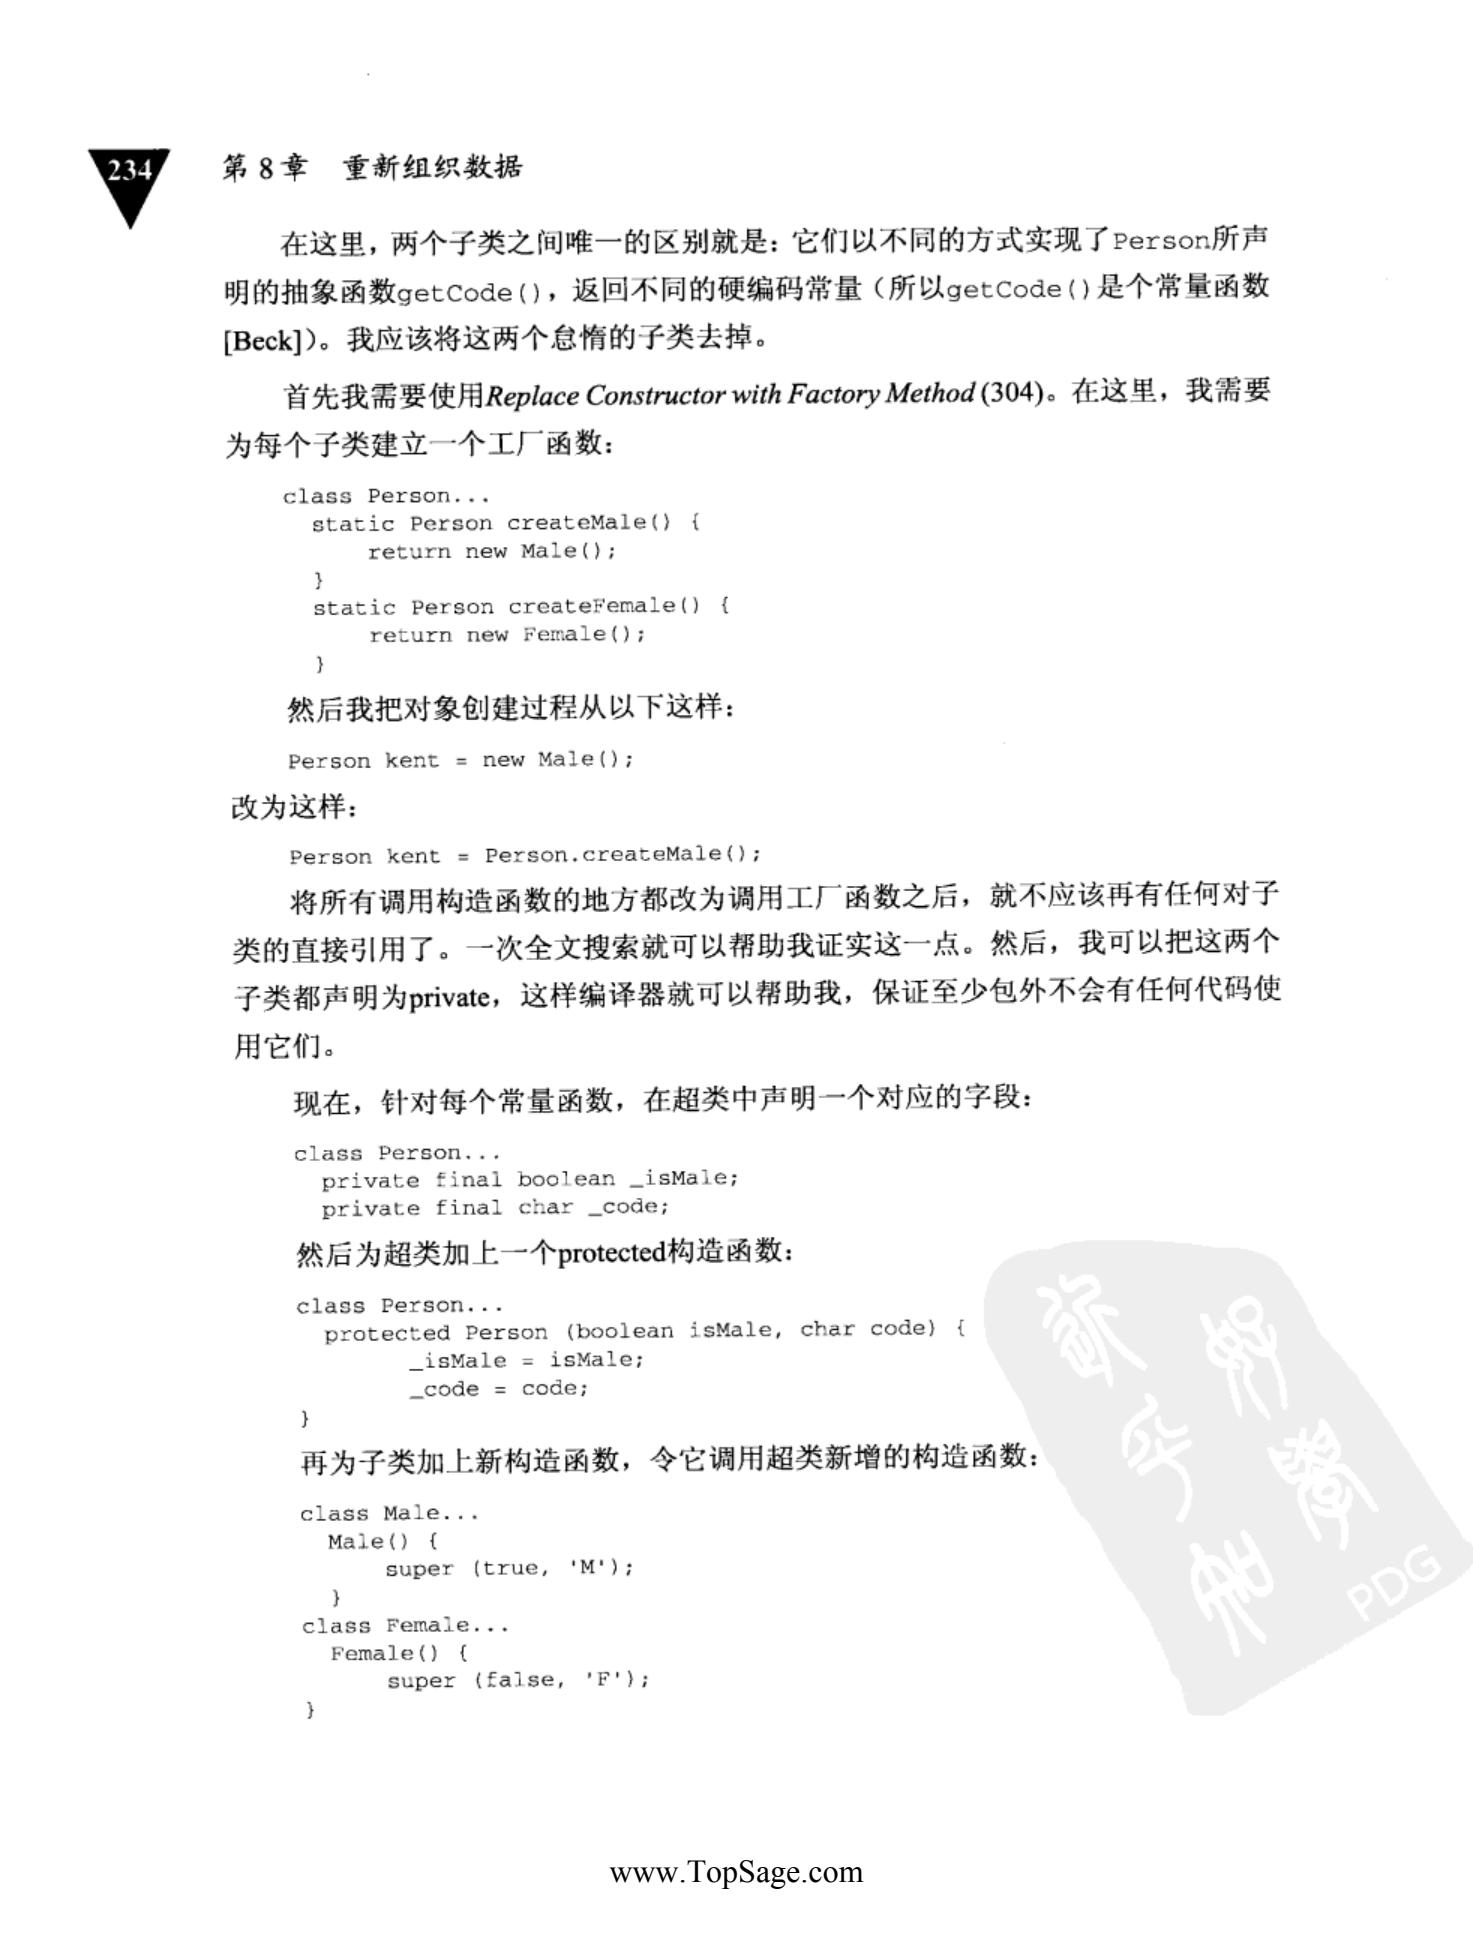 234
第8章 重新组织数据
在这里，两个子类之间唯一的区别就是：它们以不同的方式实现了Person所声
明的抽象函数getCode()，返回不同的硬编码常量（所以getCode()是个常量函数
[Beck]）。我应该将这两个怠惰的子类去掉。
首先我需要使用Replace Constructor with Factory Method (304)。在这里，我需要
为每个子类建立一个工厂函数：
class Person...
static Person createMale() {
return new Male();
}
static Person createFemale() {
return new Female();
}
然后我把对象创建过程从以下这样：
Person kent = new Male();
改为这样：
Person kent = Person.createMale();
将所有调用构造函数的地方都改为调用工厂函数之后，就不应该再有任何对子
类的直接引用了。一次全文搜索就可以帮助我证实这一点。然后，我可以把这两个
子类都声明为private，这样编译器就可以帮助我，保证至少包外不会有任何代码使
用它们。
现在，针对每个常量函数，在超类中声明一个对应的字段：
class Person...
private final boolean _isMale;
private final char _code;
然后为超类加上一个protected构造函数：
class Person...
protected Person (boolean isMale, char code) {
_isMale = isMale;
_code = code;
}
再为子类加上新构造函数，令它调用超类新增的构造函数：
class Male...
Male() {
super (true, 'M');
}
class Female...
Female() {
super (false, 'F');
}
PDG
www.TopSage.com